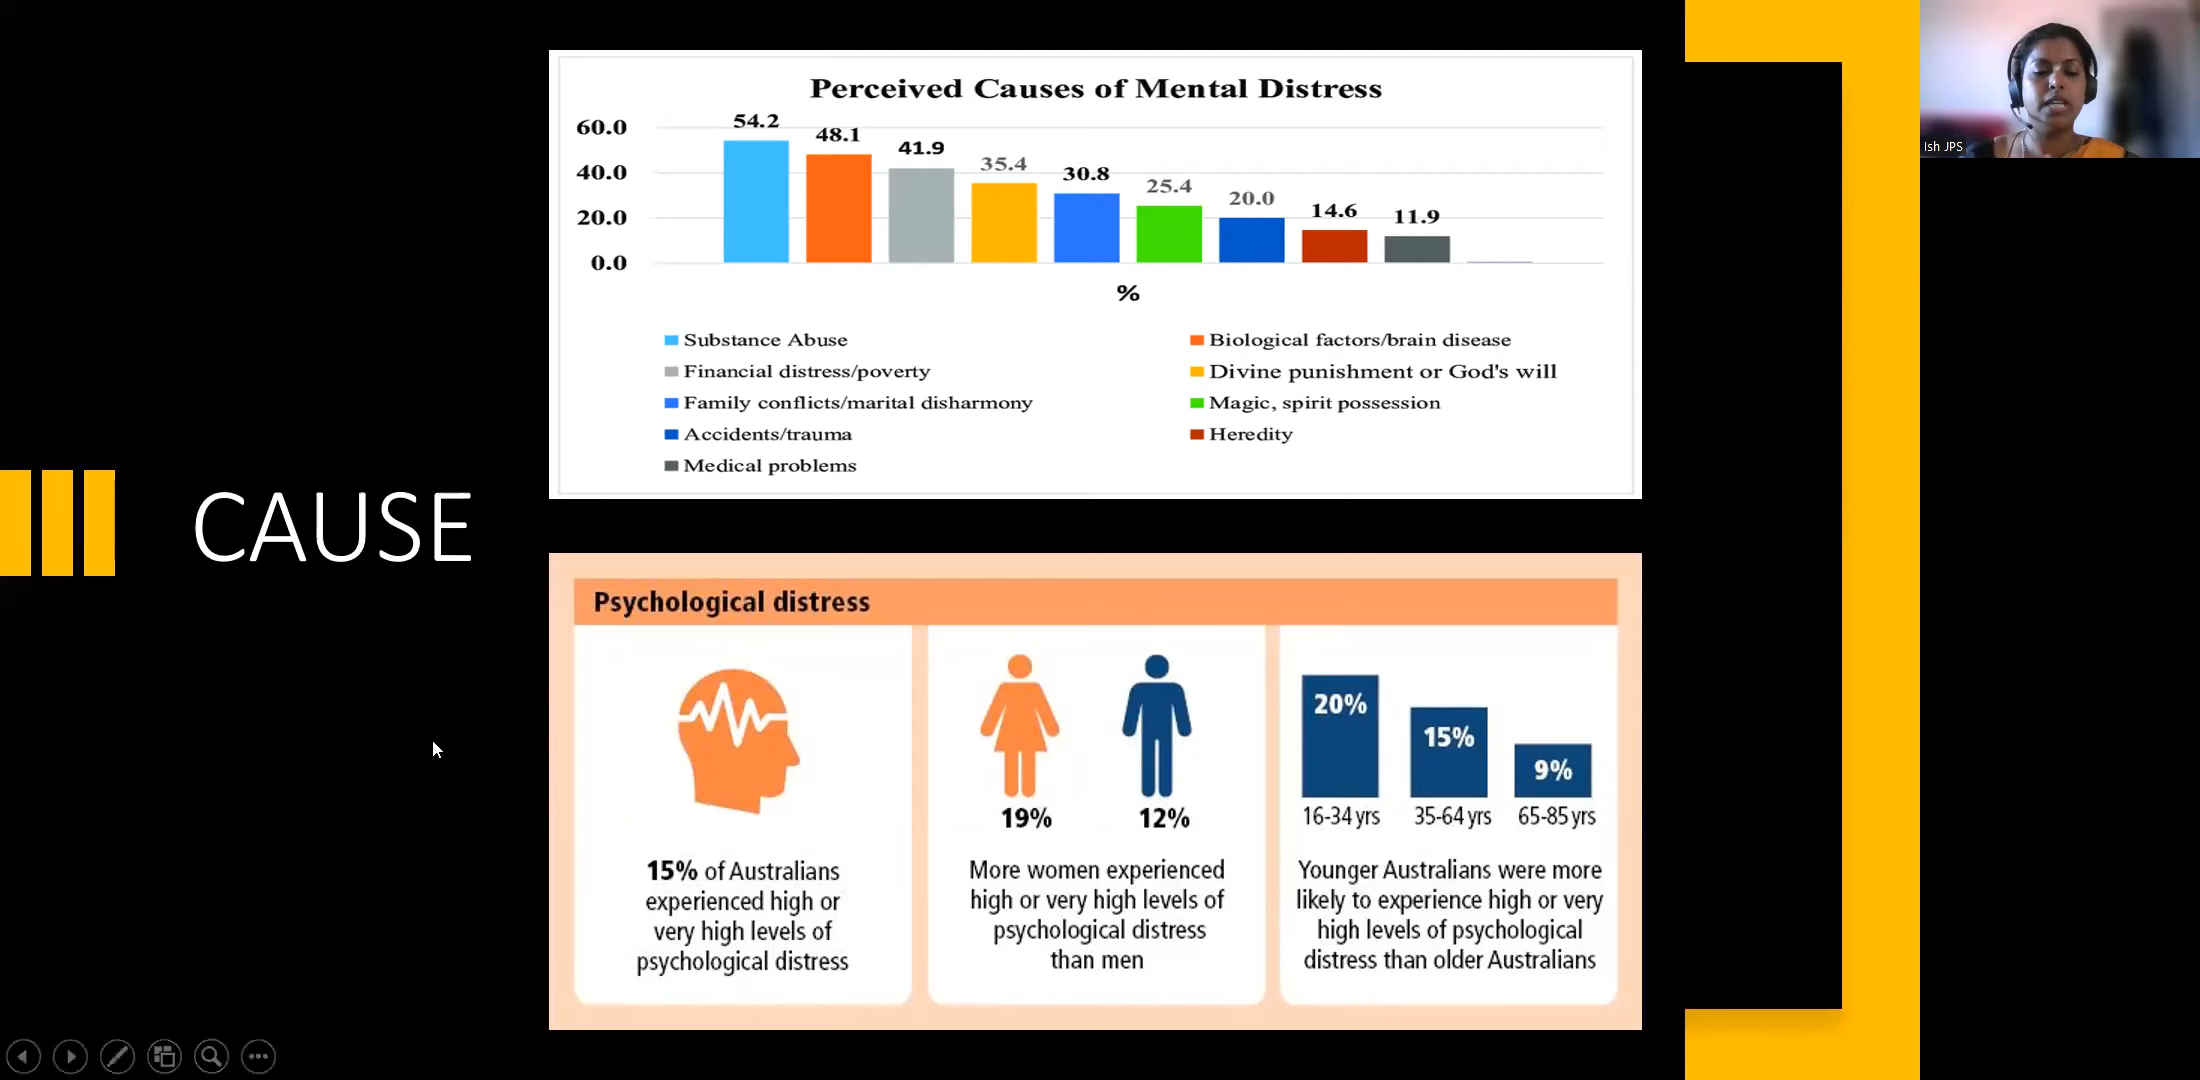 CAUSE
Perceived Causes of Mental Distress
60.0
40.0
20.0
0.0
54.2
48.1
41.9
35.4
30.8
25.4
20.0
14.6
11.9
%
Substance Abuse
Biological factors/brain disease
Financial distress/poverty
Divine punishment or God's will
Family conflicts/marital disharmony
Magic, spirit possession
Accidents/trauma
Heredity
Medical problems
Psychological distress
15% of Australians
experienced high or
very high levels of
psychological distress
19%
12%
More women experienced
high or very high levels of
psychological distress
than men
20%
15%
9%
16-34 yrs
35-64 yrs
65-85 yrs
Younger Australians were more
likely to experience high or very
high levels of psychological
distress than older Australians
Ish JPS